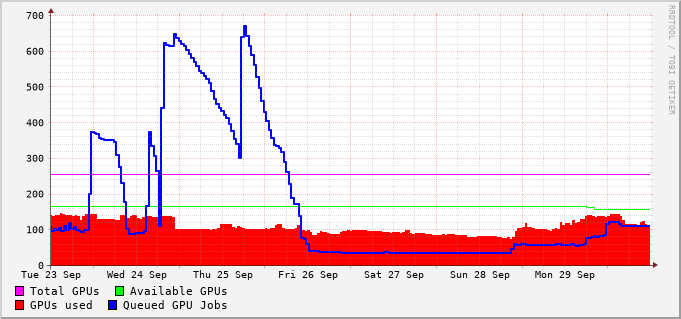 700
600
500
400
300
200
100
0
Tue 23 Sep Wed 24 Sep Thu 25 Sep Fri 26 Sep Sat 27 Sep Sun 28 Sep Mon 29 Sep
Total GPUs Available GPUs
GPUs used Queued GPU Jobs
RRDTOOL / TOBI OETIKER